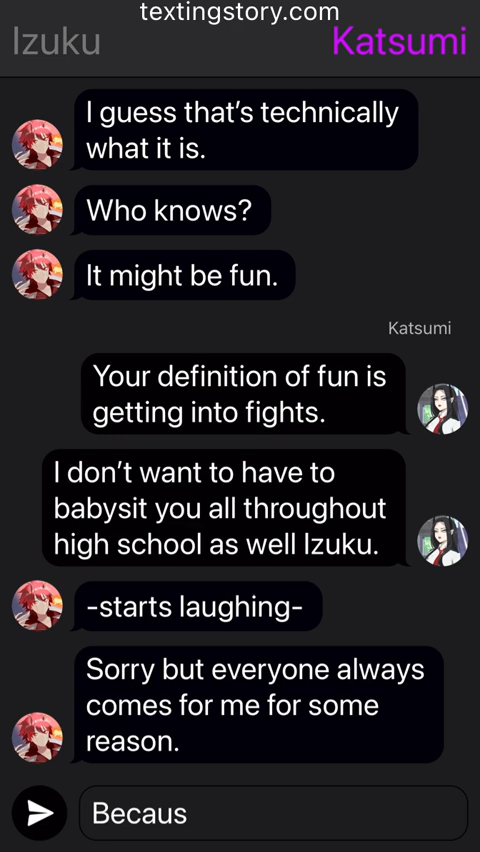 textingstory.com
Izuku
Katsumi
I guess that’s technically
what it is.
Who knows?
It might be fun.
Katsumi
Your definition of fun is
getting into fights.
I don’t want to have to
babysit you all throughout
high school as well Izuku.
-starts laughing-
Sorry but everyone always
comes for me for some
reason.
Becaus